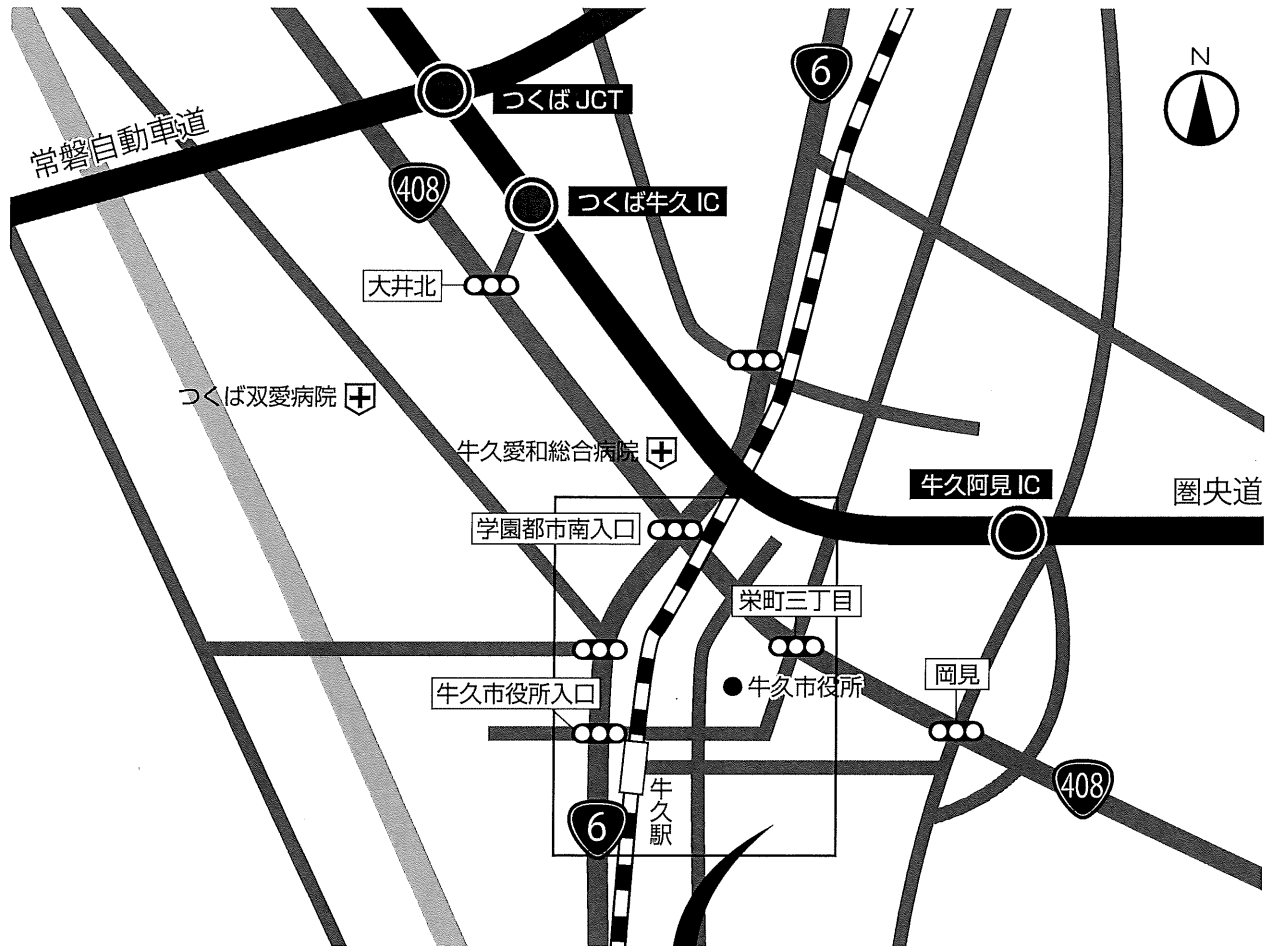 N
6
つくば JCT
常磐自動車道
408
つくば牛久 IC
大井北
つくば双愛病院
牛久愛和総合病院
牛久阿見 IC
圏央道
学園都市南入口
栄町三丁目
岡見
牛久市役所
牛久市役所入口
408
牛久駅
6